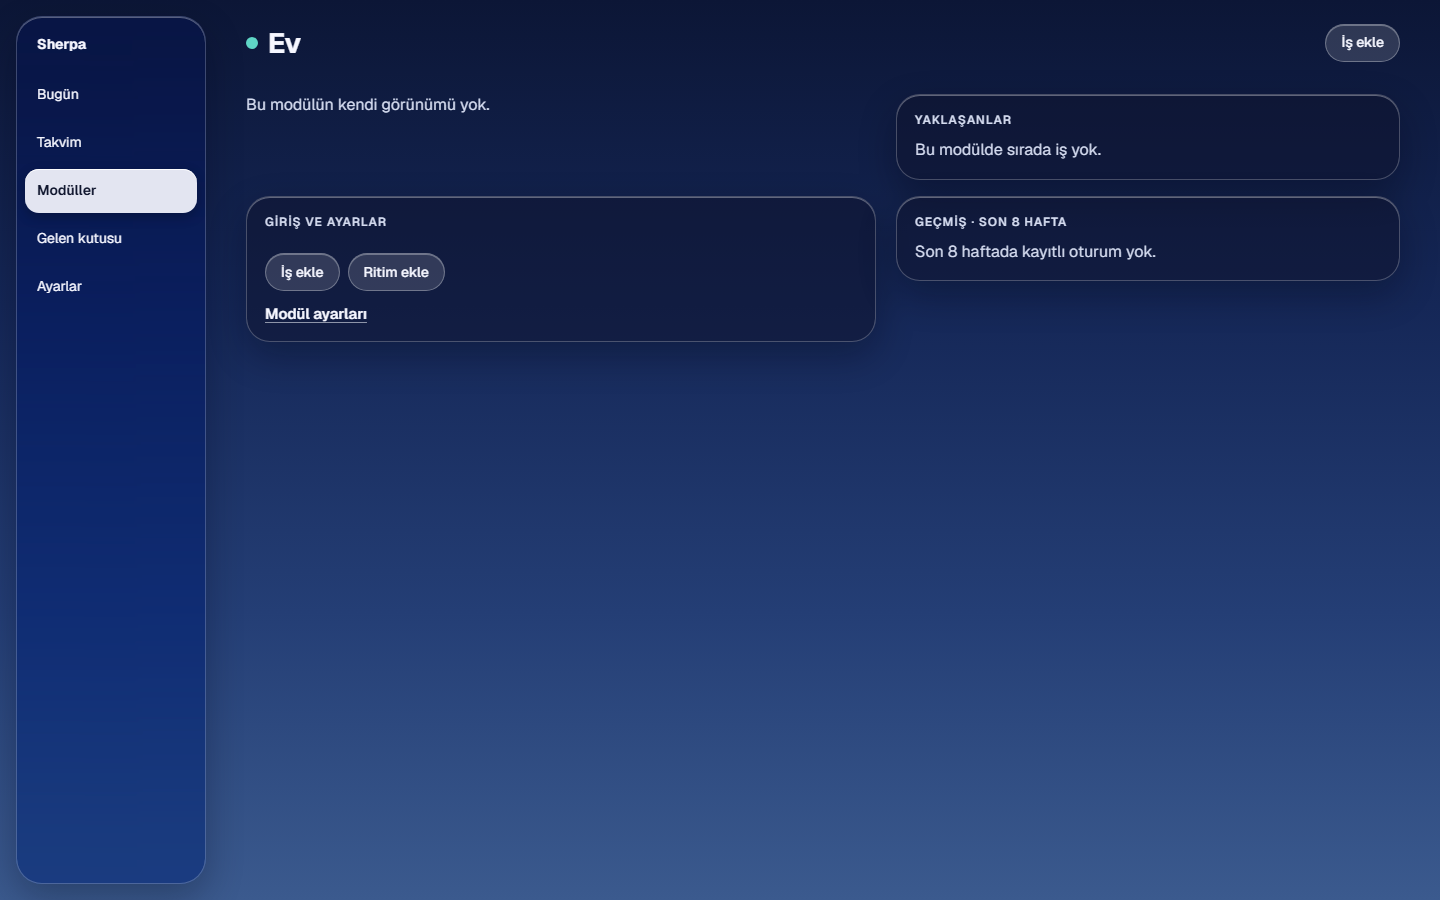 Sherpa
Bugün
Takvim
Modüller
Gelen kutusu
Ayarlar
Ev
İş ekle
Bu modülün kendi görünümü yok.
YAKLAŞANLAR
Bu modülde sırada iş yok.
GİRİŞ VE AYARLAR
İş ekle
Ritim ekle
Modül ayarları
GEÇMİŞ · SON 8 HAFTA
Son 8 haftada kayıtlı oturum yok.